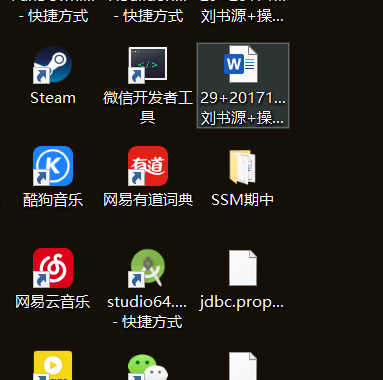 - 快捷方式
- 快捷方式
刘书源+操...
Steam
微信开发者工
具
29+20171...
刘书源+操...
酷狗音乐
有道
网易有道词典
SSM期中
网易云音乐
studio64....
- 快捷方式
jdbc.prop...